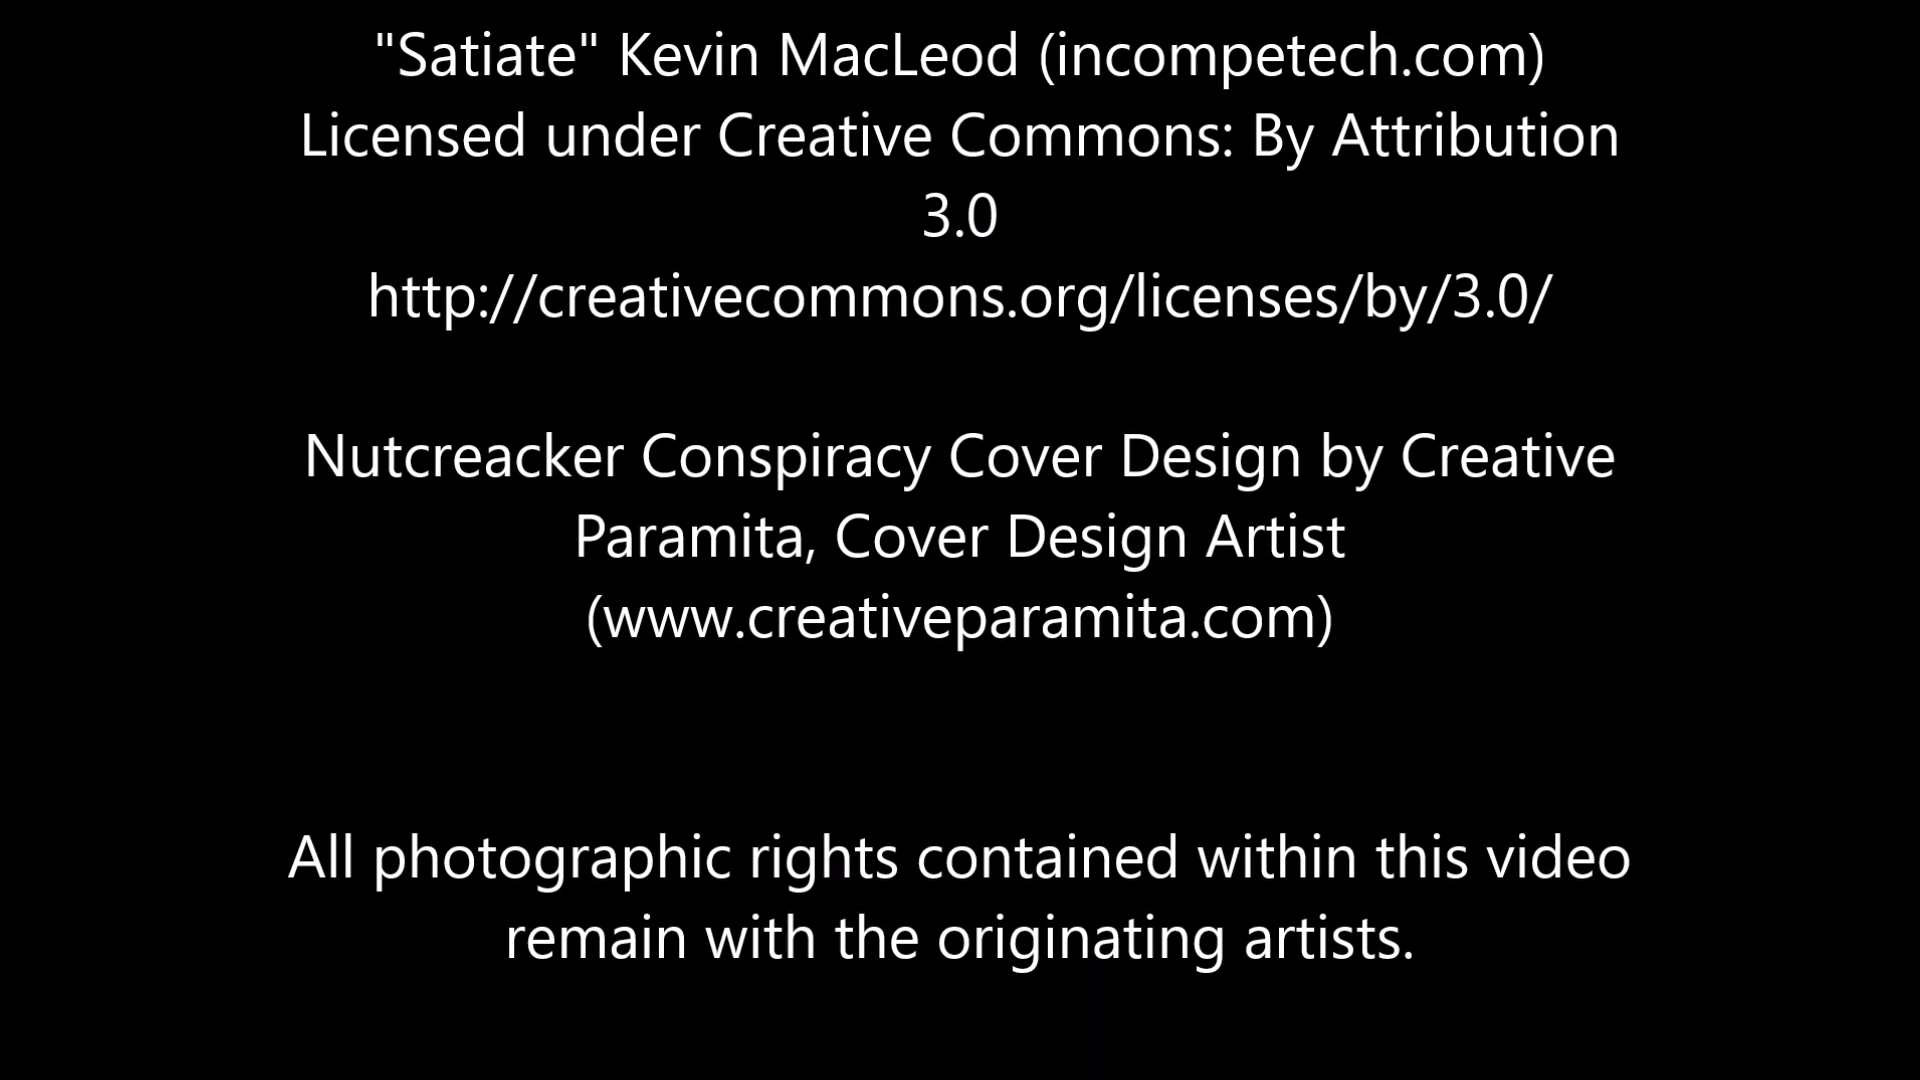 "Satiate" Kevin MacLeod (incompetech.com)
Licensed under Creative Commons: By Attribution
3.0
http://creativecommons.org/licenses/by/3.0/
Nutcreacker Conspiracy Cover Design by Creative
Paramita, Cover Design Artist
(www.creativeparamita.com)
All photographic rights contained within this video
remain with the originating artists.